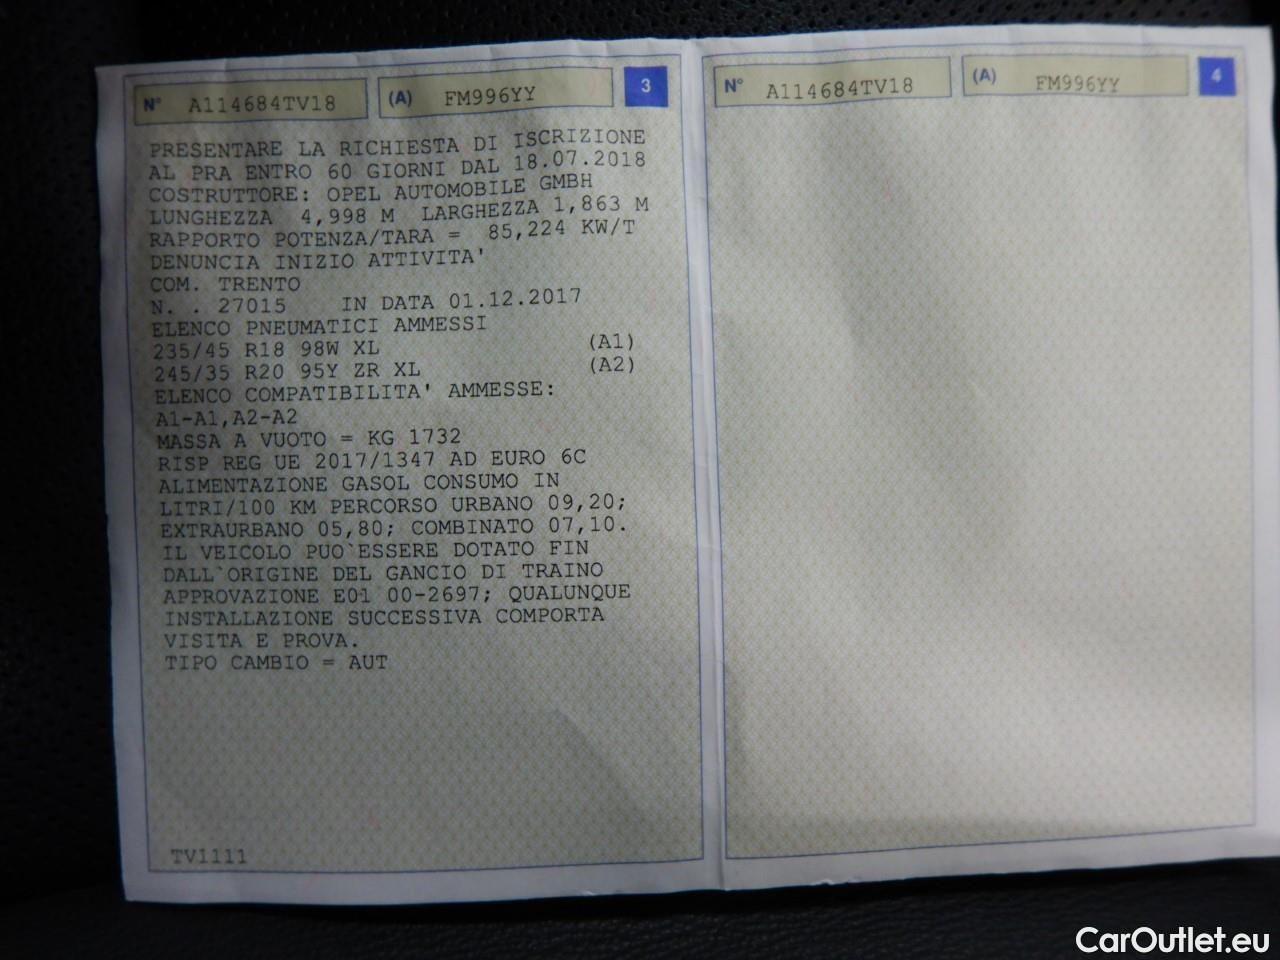 N° A114684TV18 (A) FM996YY 3
PRESENTARE LA RICHIESTA DI ISCRIZIONE
AL PRA ENTRO 60 GIORNI DAL 18.07.2018
COSTRUTTORE: OPEL AUTOMOBILE GMBH
LUNGHEZZA 4,998 M LARGHEZZA 1,863 M
RAPPORTO POTENZA/TARA = 85,224 KW/T
DENUNCIA INIZIO ATTIVITA'
COM. TRENTO
N. . 27015 IN DATA 01.12.2017
ELENCO PNEUMATICI AMMESSI
235/45 R18 98W XL (A1)
245/35 R20 95Y ZR XL (A2)
ELENCO COMPATIBILITA' AMMESSE:
A1-A1,A2-A2
MASSA A VUOTO = KG 1732
RISP REG UE 2017/1347 AD EURO 6C
ALIMENTAZIONE GASOL CONSUMO IN
LITRI/100 KM PERCORSO URBANO 09,20;
EXTRAURBANO 05,80; COMBINATO 07,10.
IL VEICOLO PUO`ESSERE DOTATO FIN
DALL`ORIGINE DEL GANCIO DI TRAINO
APPROVAZIONE E01 00-2697; QUALUNQUE
INSTALLAZIONE SUCCESSIVA COMPORTA
VISITA E PROVA.
TIPO CAMBIO = AUT
TV1111
N° A114684TV18 (A) FM996YY 4
CarOutlet.eu